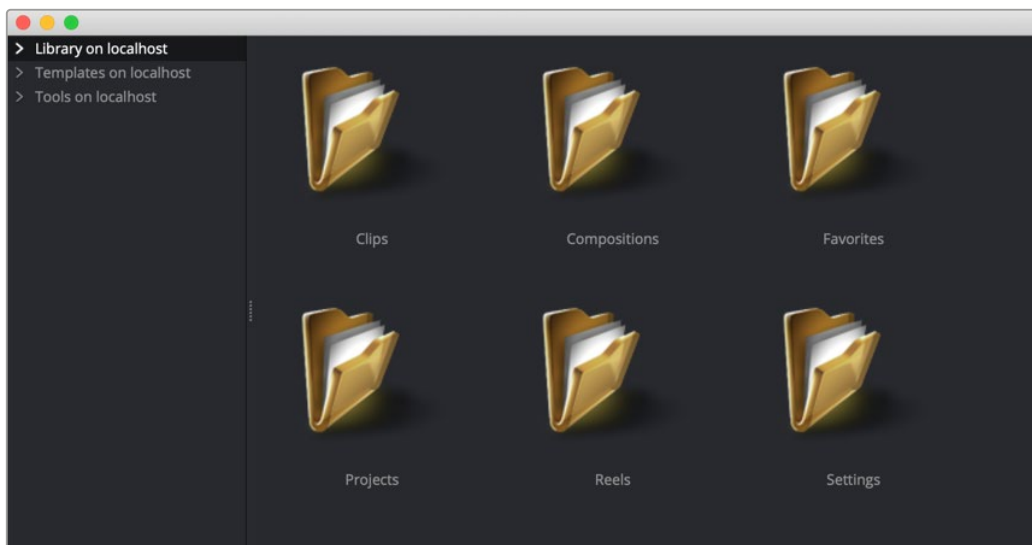 Library on localhost
Templates on localhost
Tools on localhost
Clips Compositions Favorites
Projects Reels Settings